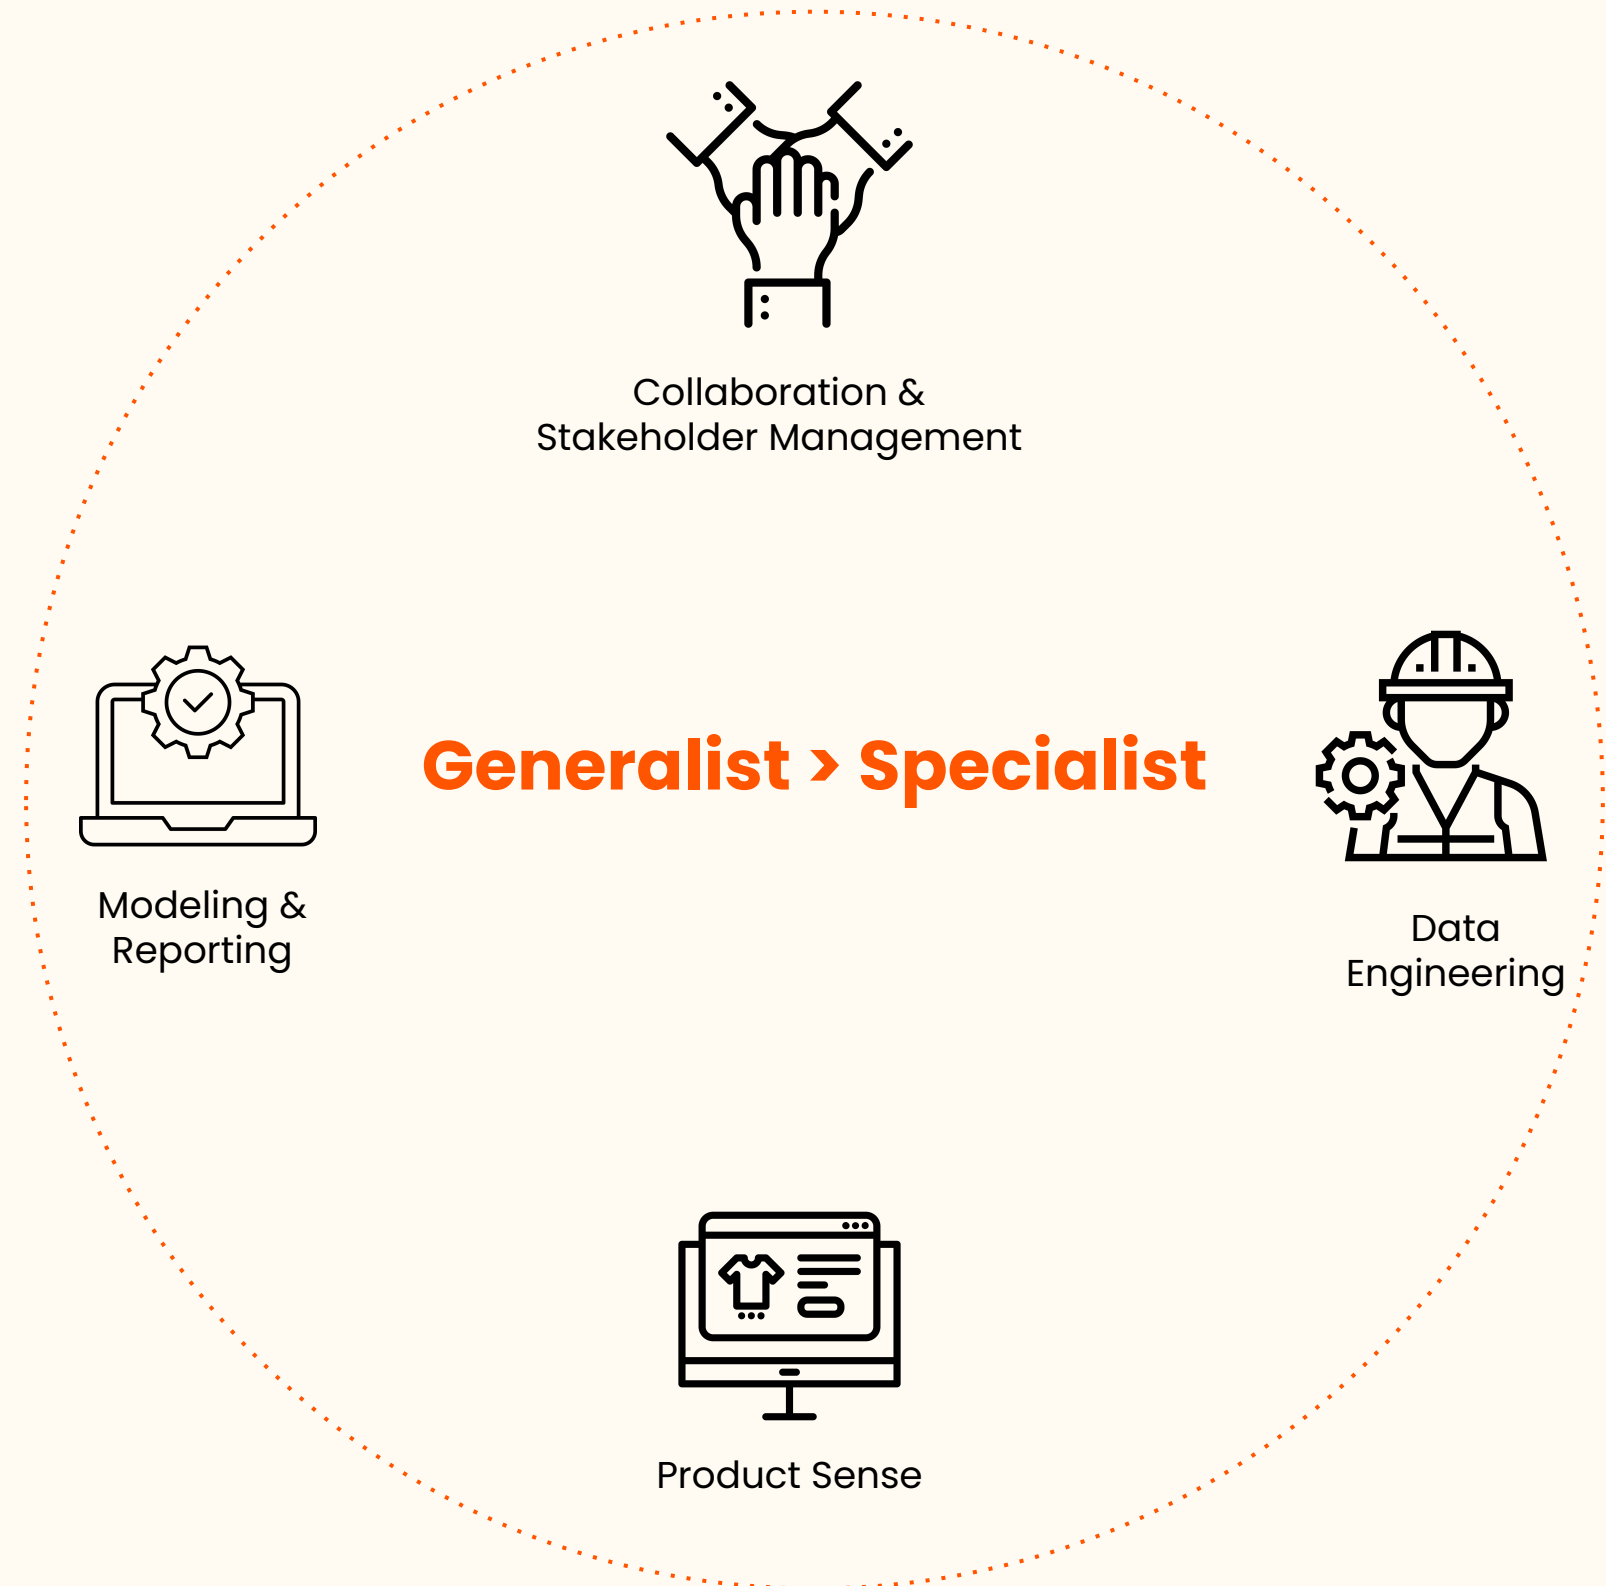 Collaboration &
Stakeholder Management
Generalist > Specialist
Modeling &
Reporting
Data
Engineering
Product Sense